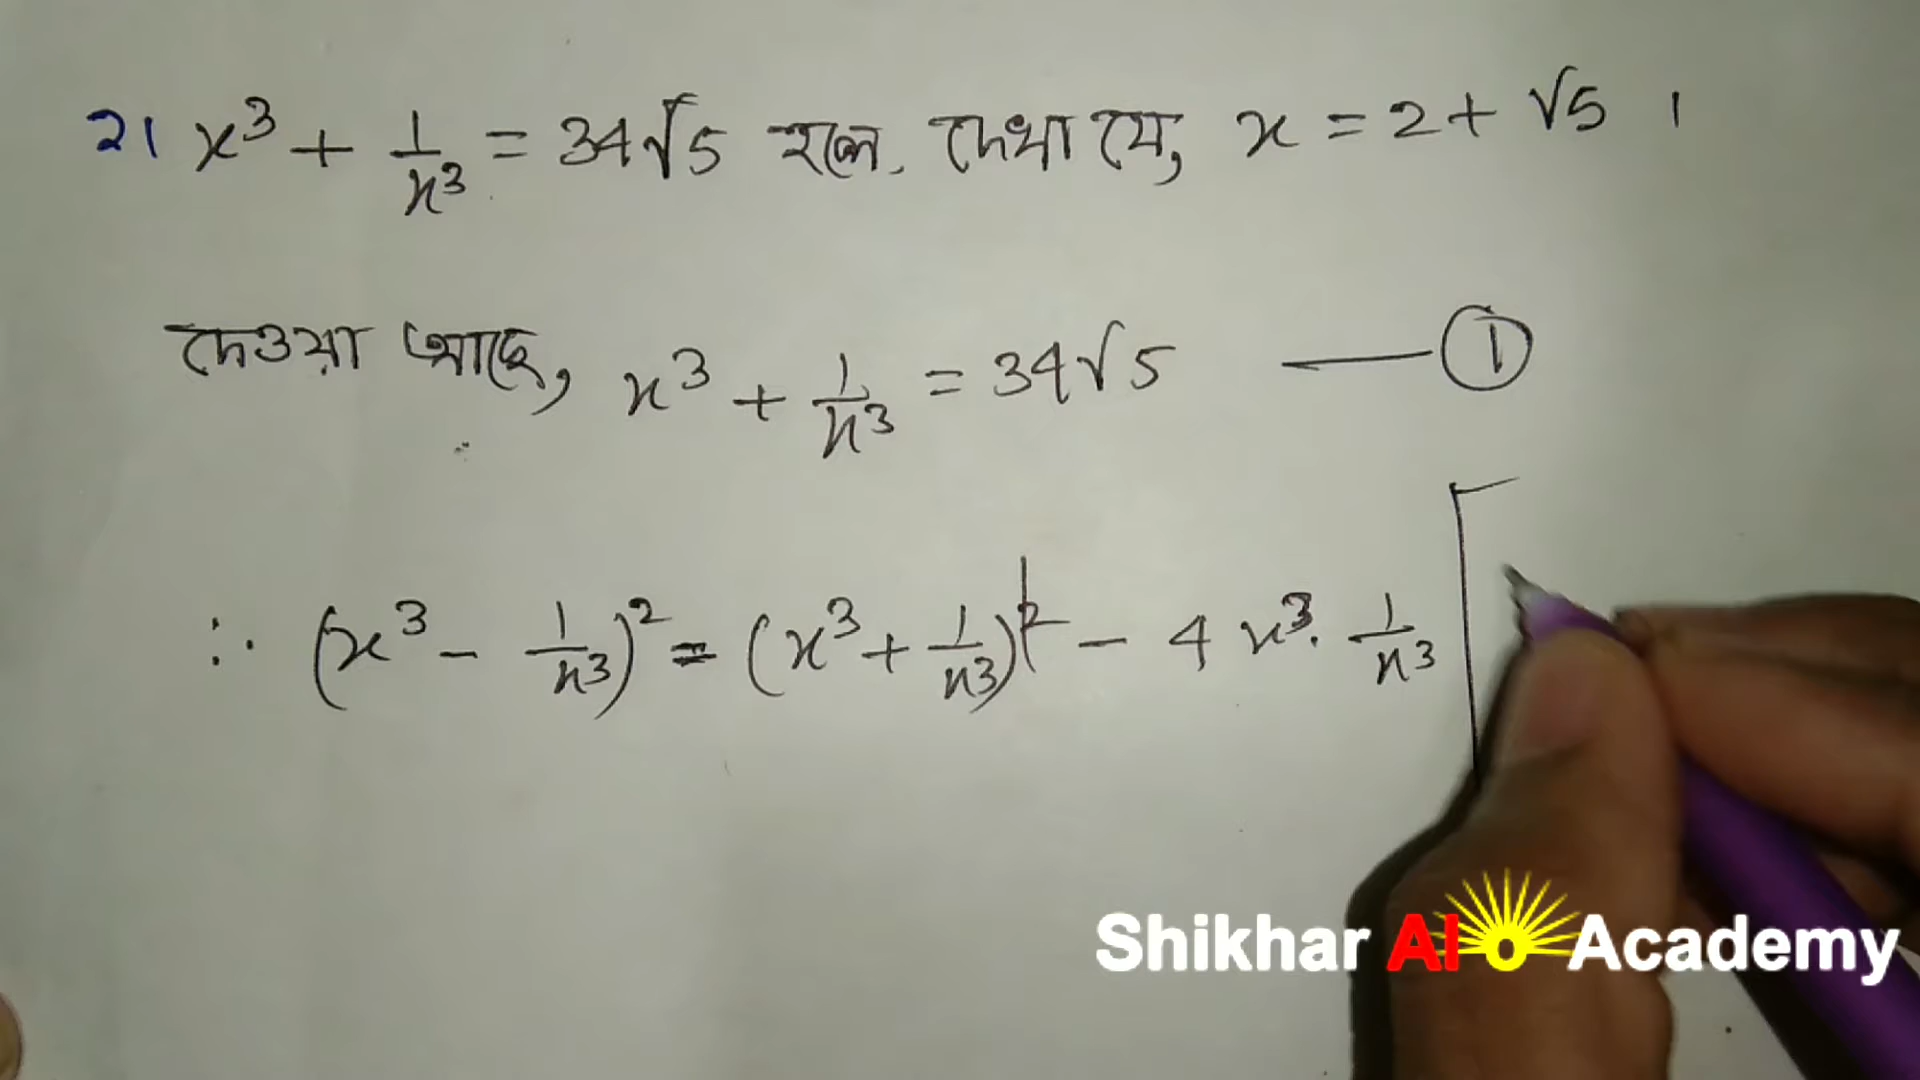 2। x³ + 1/x³ = 34√5 হলে, দেখাও যে, x = 2 + √5 ।
দেওয়া আছে, x³ + 1/x³ = 34√5 —— ①
∴ (x³ - 1/x³)² = (x³ + 1/x³)² - 4 x³. 1/x³ [
Shikhar Alo Academy